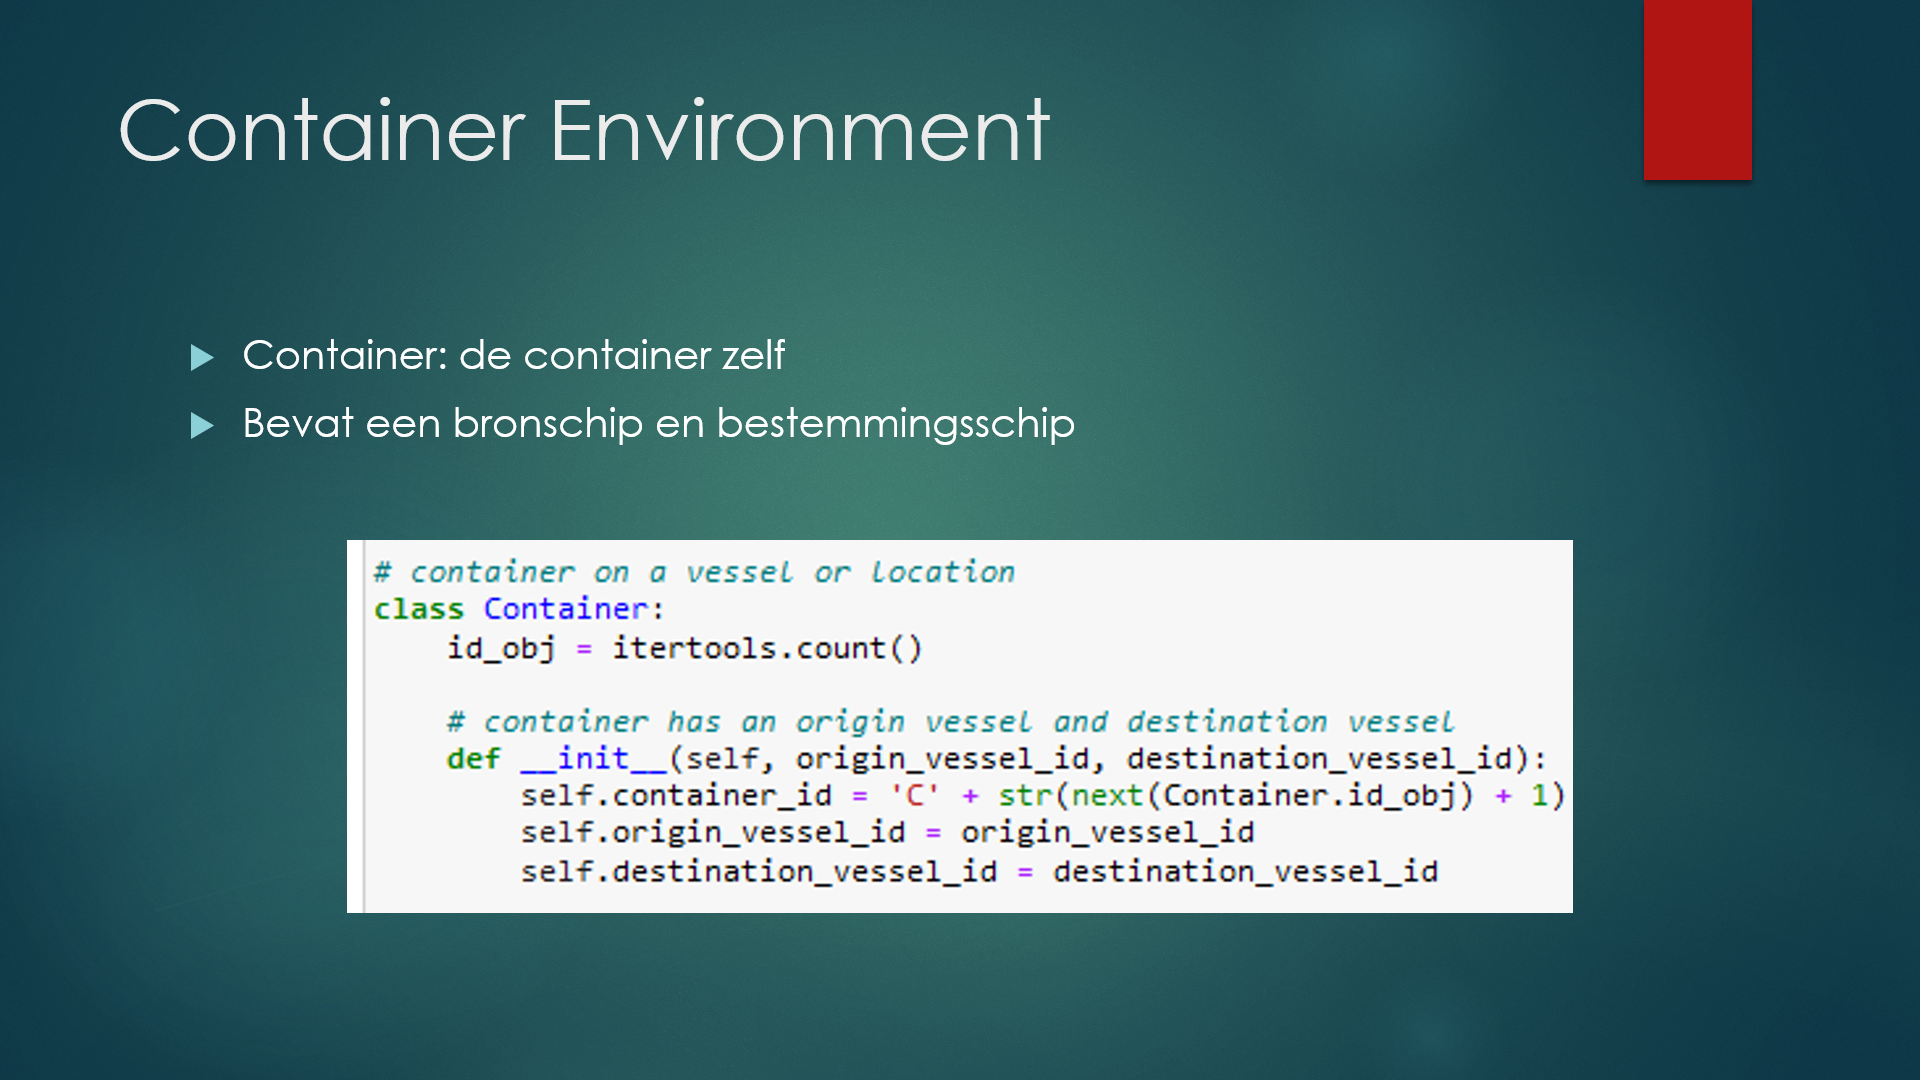 Container Environment
Container: de container zelf
Bevat een bronschip en bestemmingsschip
# container on a vessel or location
class Container:
    id_obj = itertools.count()

    # container has an origin vessel and destination vessel
    def __init__(self, origin_vessel_id, destination_vessel_id):
        self.container_id = 'C' + str(next(Container.id_obj) + 1)
        self.origin_vessel_id = origin_vessel_id
        self.destination_vessel_id = destination_vessel_id